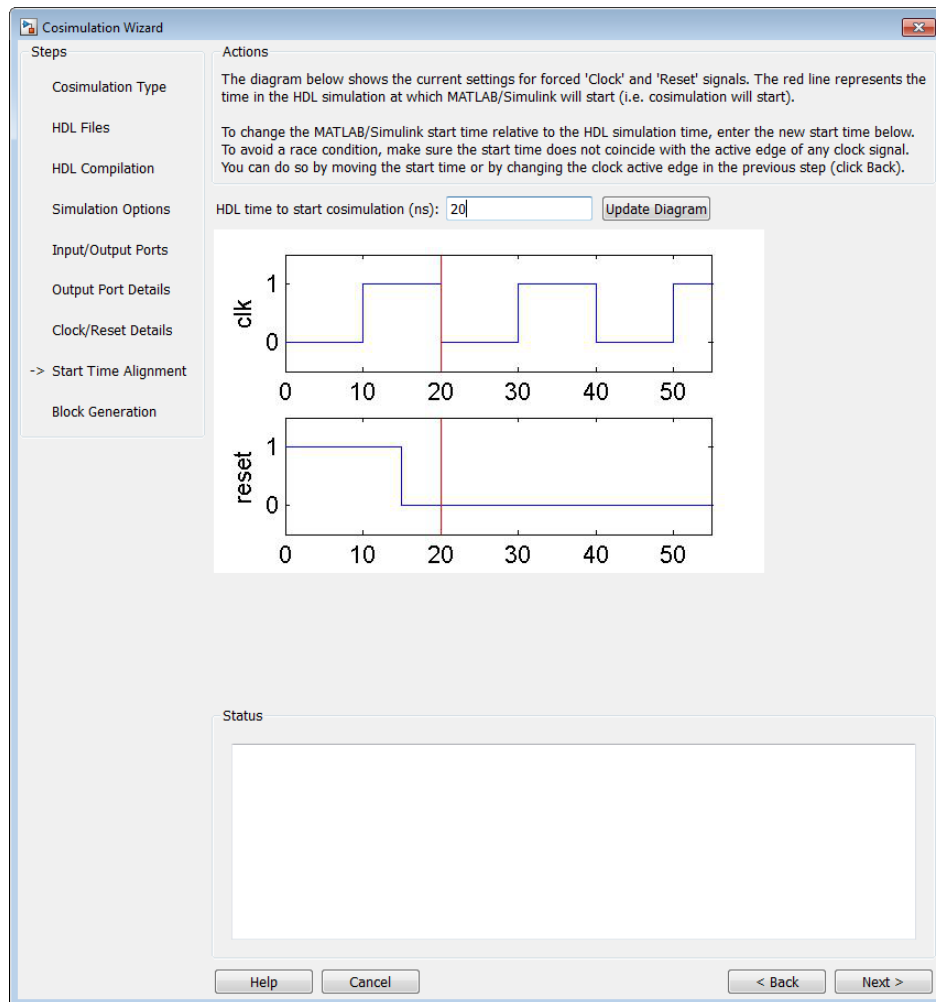 Cosimulation Wizard
Steps
Cosimulation Type
HDL Files
HDL Compilation
Simulation Options
Input/Output Ports
Output Port Details
Clock/Reset Details
-> Start Time Alignment
Block Generation
Actions
The diagram below shows the current settings for forced 'Clock' and 'Reset' signals. The red line represents the
time in the HDL simulation at which MATLAB/Simulink will start (i.e. cosimulation will start).
To change the MATLAB/Simulink start time relative to the HDL simulation time, enter the new start time below.
To avoid a race condition, make sure the start time does not coincide with the active edge of any clock signal.
You can do so by moving the start time or by changing the clock active edge in the previous step (click Back).
HDL time to start cosimulation (ns): 20 Update Diagram
clk
1
0
0 10 20 30 40 50
reset
1
0
0 10 20 30 40 50
Status
Help Cancel < Back Next >